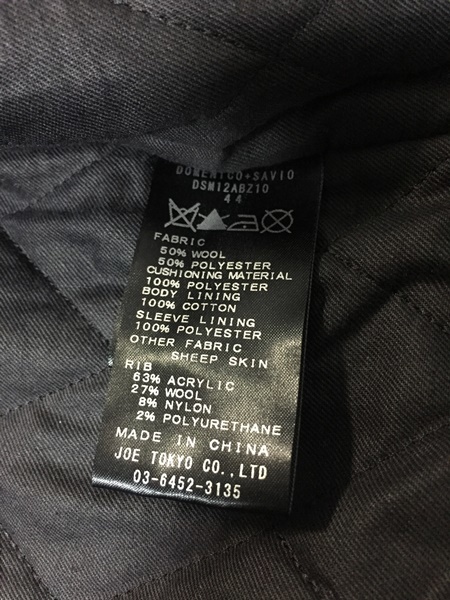 DOMENICO+SAVIO
DSM12ABZ10
44
FABRIC
50% WOOL
50% POLYESTER
CUSHIONING MATERIAL
100% POLYESTER
BODY LINING
100% COTTON
SLEEVE LINING
100% POLYESTER
OTHER FABRIC
SHEEP SKIN
RIB
63% ACRYLIC
27% WOOL
8% NYLON
2% POLYURETHANE
MADE IN CHINA
JOE TOKYO CO.,LTD
03-6452-3135